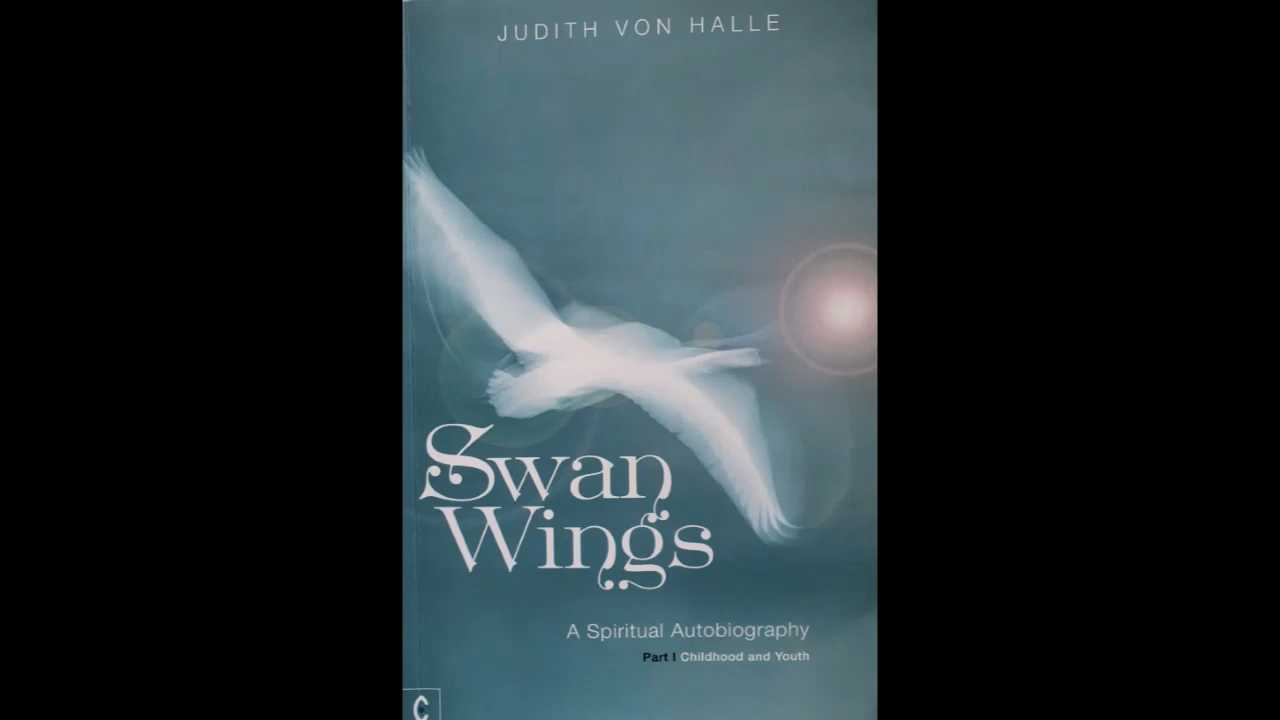 JUDITH VON HALLE
Swan
Wings
A Spiritual Autobiography
Part I Childhood and Youth
C